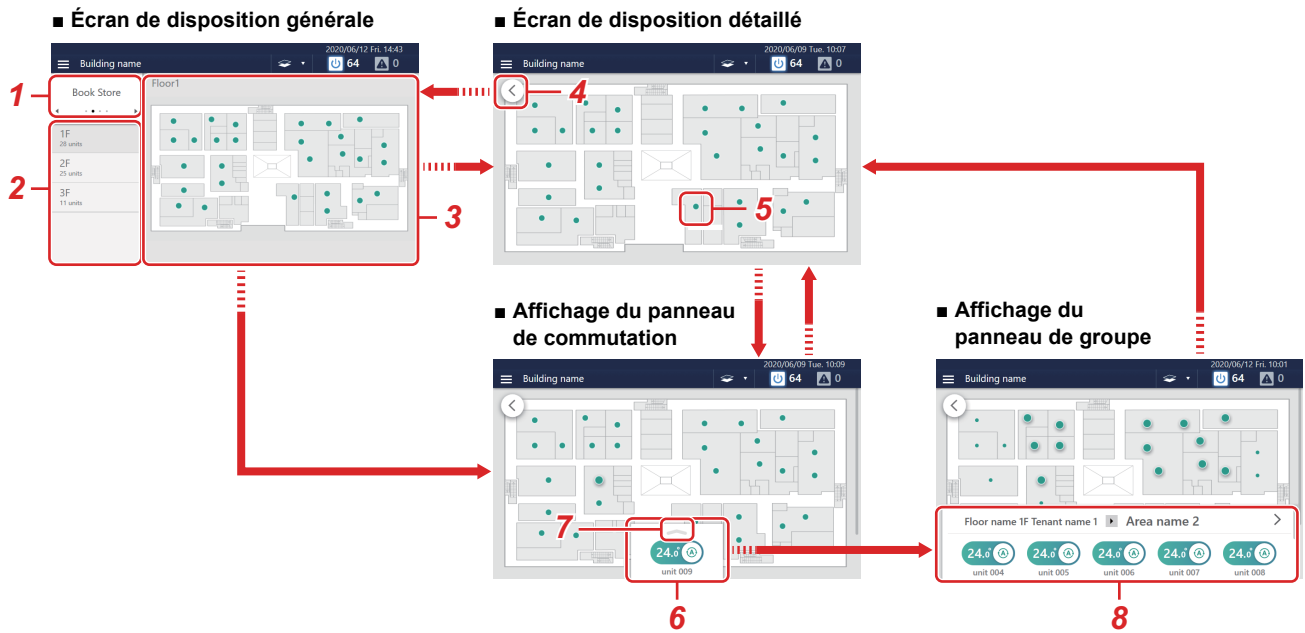 ■ Écran de disposition générale
2020/06/12 Fri. 14:43
Building name
64
0
1
Book Store
Floor1
2
1F
28 units
2F
25 units
3F
11 units
3
■ Écran de disposition détaillé
2020/06/09 Tue. 10:07
Building name
64
0
4
5
■ Affichage du panneau
de commutation
2020/06/09 Tue. 10:09
Building name
64
0
7
24.0° A
unit 009
6
■ Affichage du
panneau de groupe
2020/06/12 Fri. 10:01
Building name
64
0
Floor name 1F Tenant name 1 Area name 2
24.0° A 24.0° A 24.0° A 24.0° A 24.0° A
unit 004 unit 005 unit 006 unit 007 unit 008
8